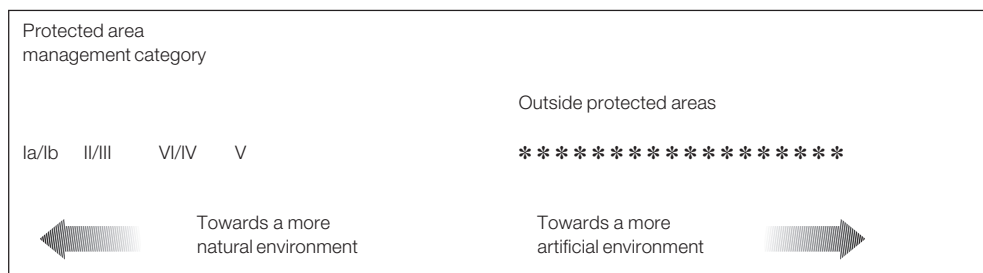 Protected area
management category
Outside protected areas
Ia/Ib II/III VI/IV V ******************
Towards a more
natural environment
Towards a more
artificial environment